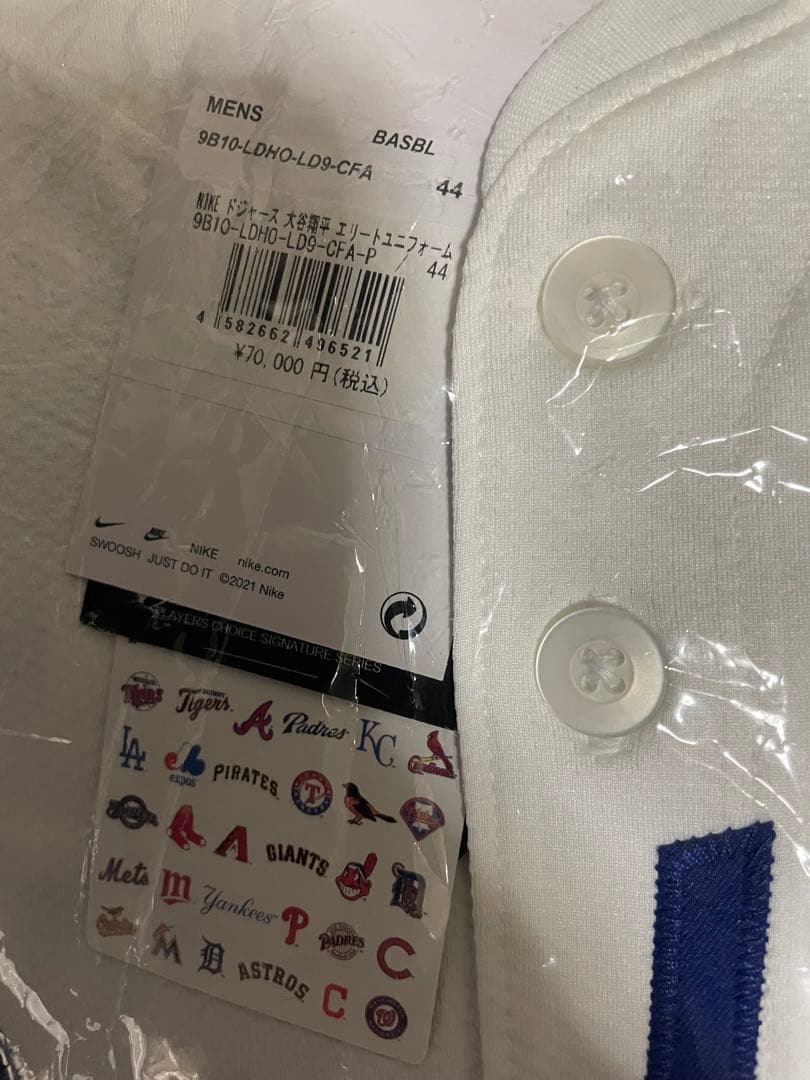 MENS
BASBL
9B10-LDHO-LD9-CFA
44
NIKE ドジャース 大谷翔平 エリートユニフォーム
9B10-LDHO-LD9-CFA-P / 44
4 582662 496521
¥70,000 円(税込)
NIKE nike.com
SWOOSH JUST DO IT ©2021 Nike
PLAYERS CHOICE SIGNATURE SERIES
Twins Tigers. A Padres KC Cardinals
LA expos PIRATES T
GIANTS
Mets m Yankees P PADRES C
M D ASTROS C W